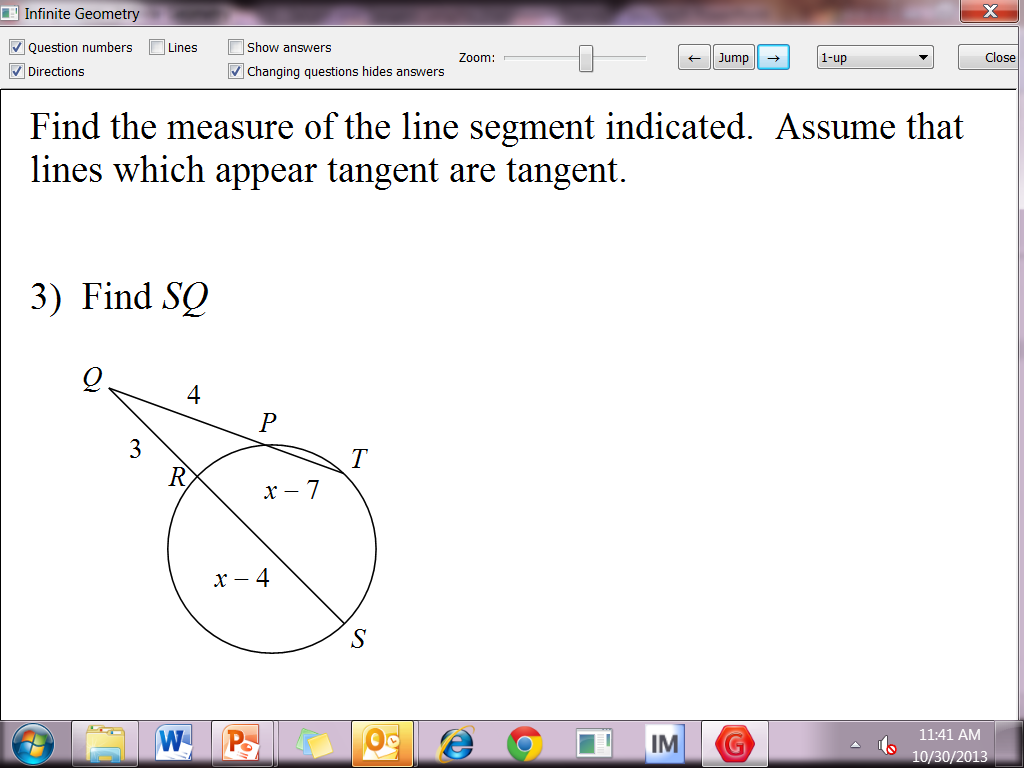 Infinite Geometry
Question numbers
Lines
Show answers
Zoom:
←
Jump
→
1-up
Close
Directions
Changing questions hides answers
Find the measure of the line segment indicated.  Assume that
lines which appear tangent are tangent.
3)  Find SQ
Q
4
P
3
T
R
x – 7
x – 4
S
W
P
O
IM
G
11:41 AM
10/30/2013